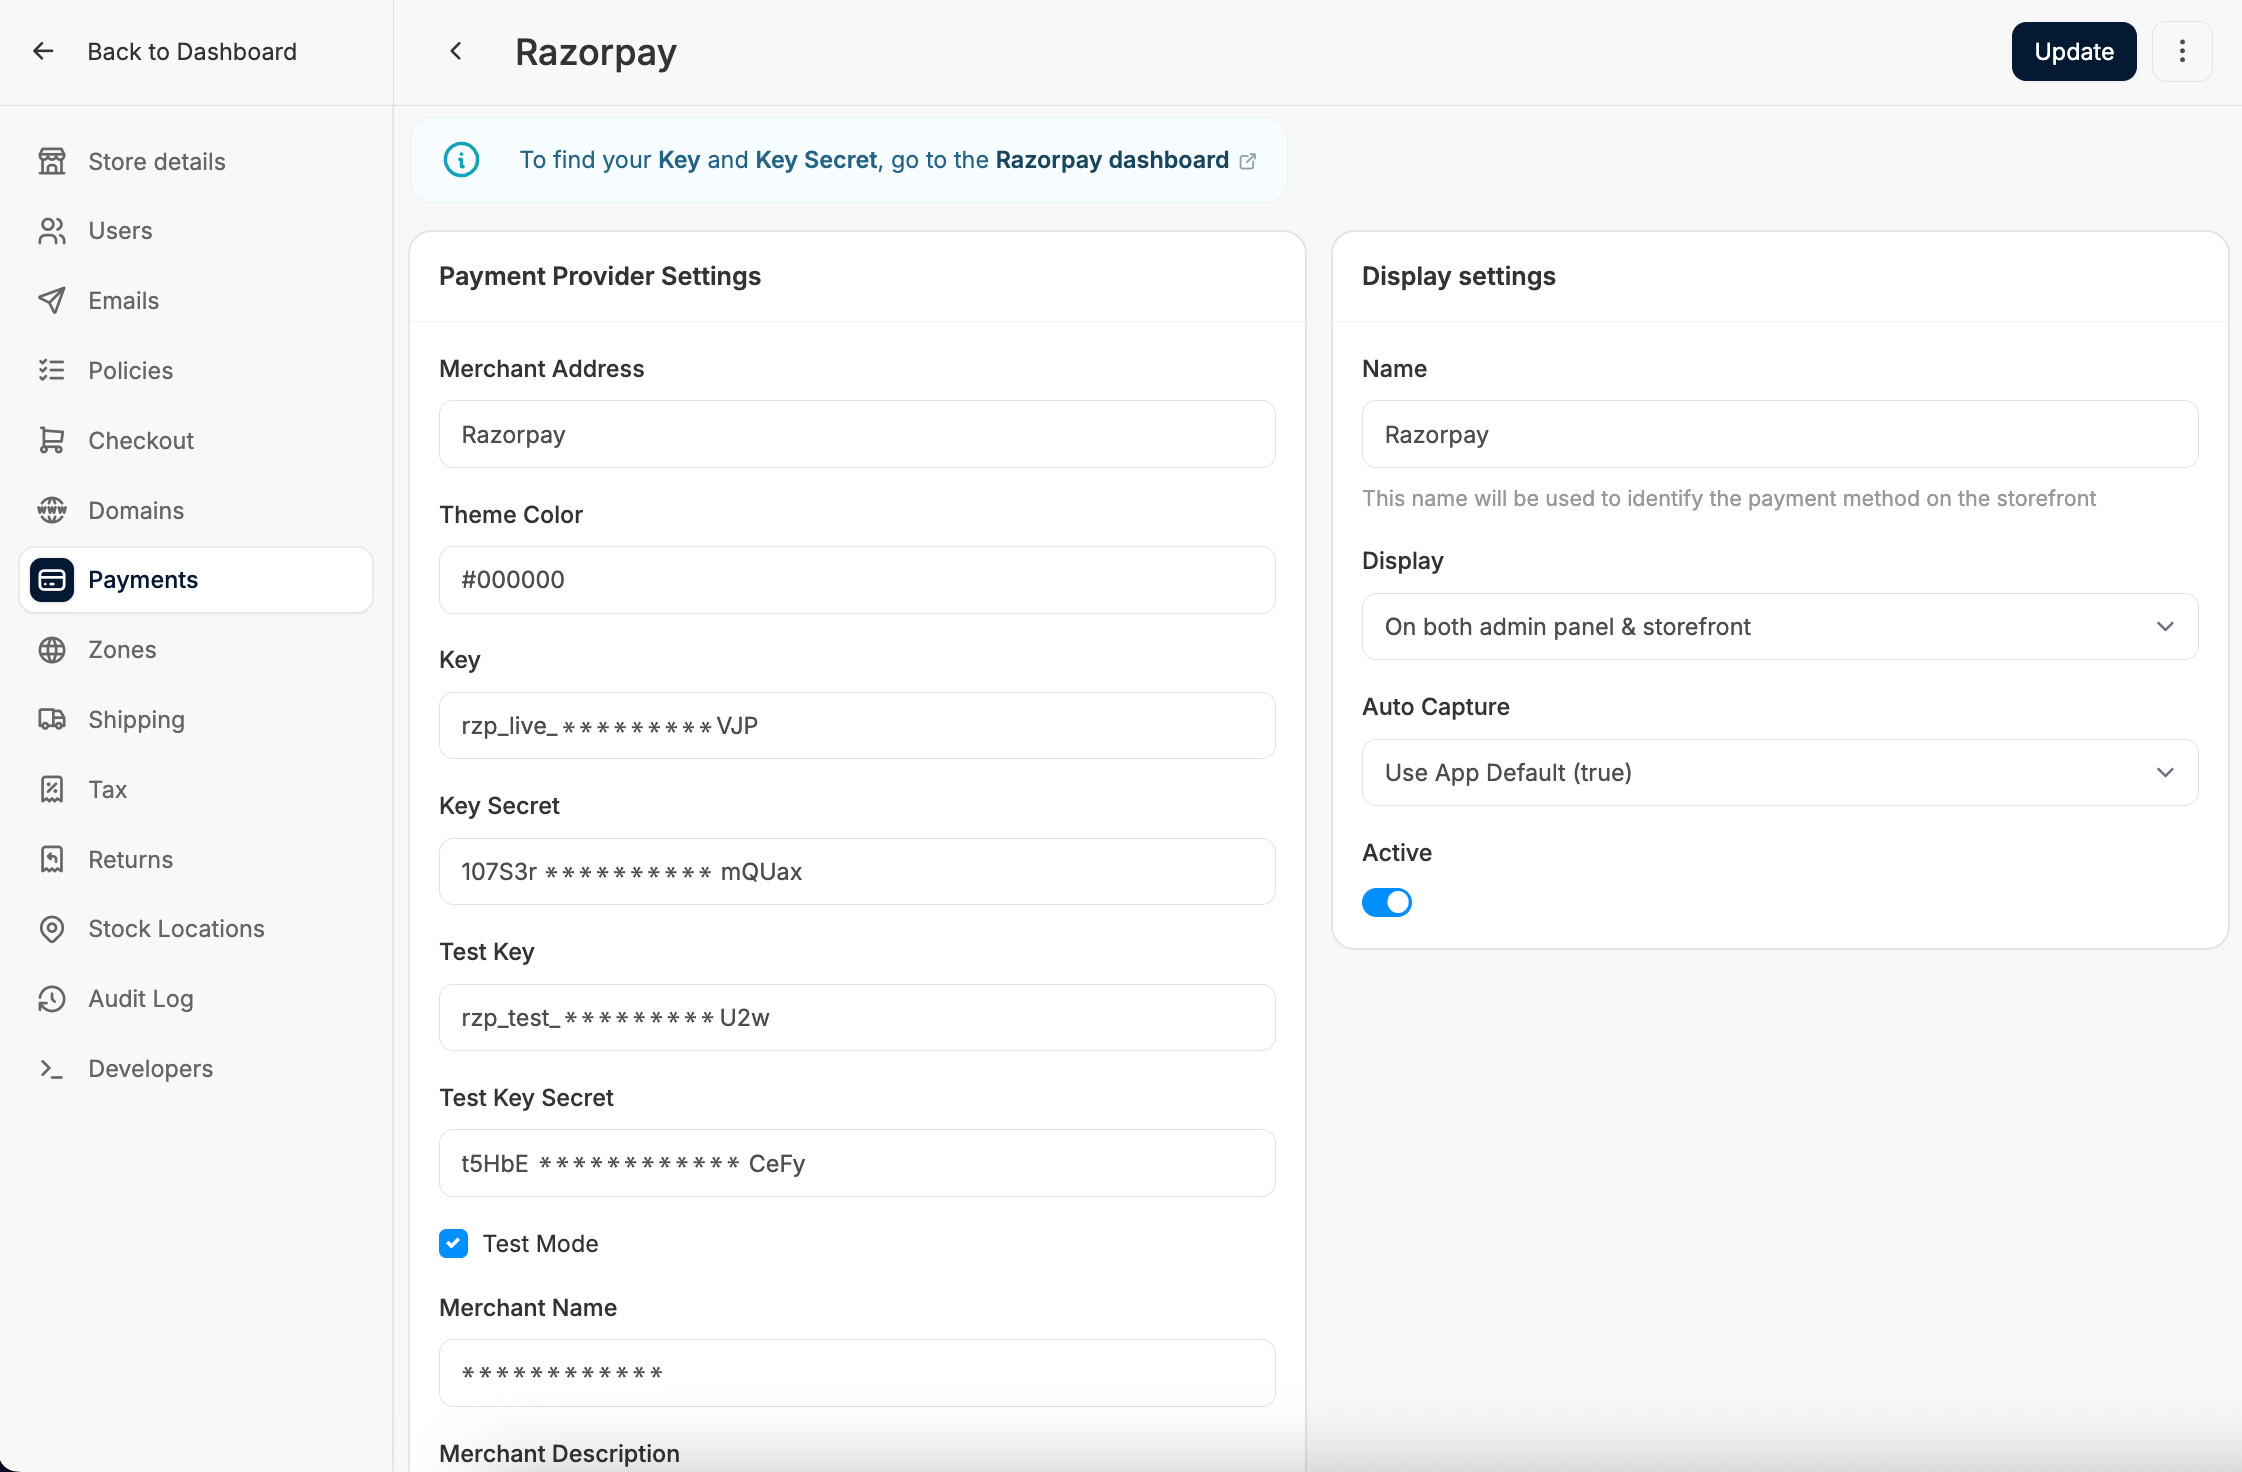 Back to Dashboard
Razorpay
Update
Store details
Users
Emails
Policies
Checkout
Domains
Payments
Zones
Shipping
Tax
Returns
Stock Locations
Audit Log
Developers
To find your Key and Key Secret, go to the Razorpay dashboard
Payment Provider Settings
Merchant Address
Razorpay
Theme Color
#000000
Key
rzp_live_*********VJP
Key Secret
107S3r ********** mQUax
Test Key
rzp_test_*********U2w
Test Key Secret
t5HbE ************ CeFy
Test Mode
Merchant Name
************
Merchant Description
Display settings
Name
Razorpay
This name will be used to identify the payment method on the storefront
Display
On both admin panel & storefront
Auto Capture
Use App Default (true)
Active